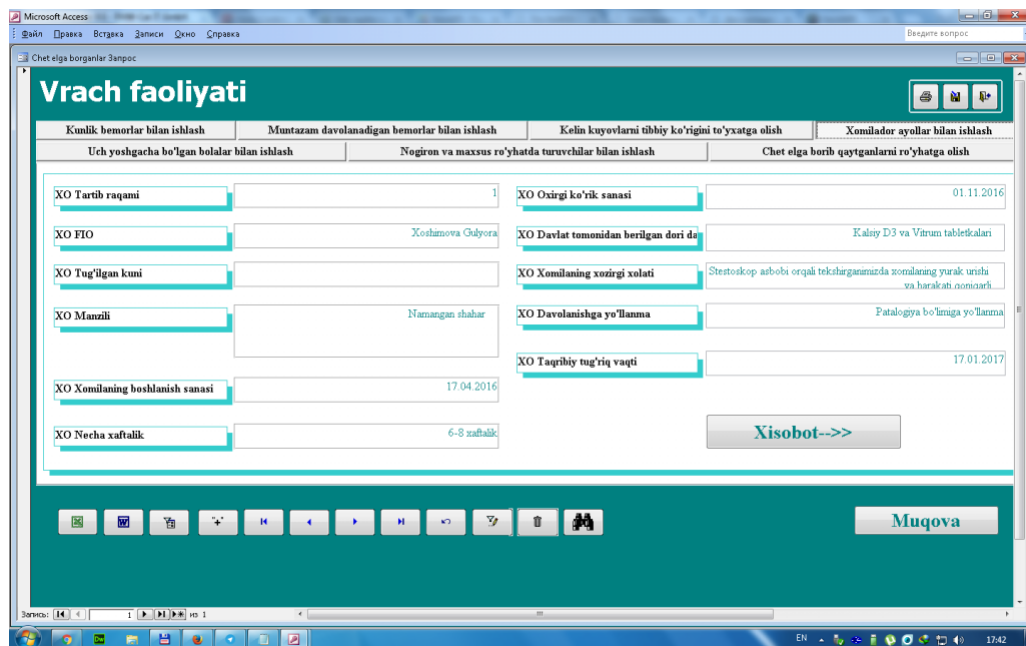 Microsoft Access
Файл Правка Вставка Записи Окно Справка
Введите вопрос
Chet elga borganlar Запрос
Vrach faoliyati
Kunlik bemorlar bilan ishlash
Muntazam davolanadigan bemorlar bilan ishlash
Kelin kuyovlarni tibbiy ko'rigini to'yxatga olish
Xomilador ayollar bilan ishlash
Uch yoshgacha bo'lgan bolalar bilan ishlash
Nogiron va maxsus ro'yhatda turuvchilar bilan ishlash
Chet elga borib qaytganlarni ro'yhatga olish
XO Tartib raqami
1
XO FIO
Xoshimova Gulyora
XO Tug'ilgan kuni
XO Manzili
Namangan shahar
XO Xomilaning boshlanish sanasi
17.04.2016
XO Necha xaftalik
6-8 xaftalik
XO Oxirgi ko'rik sanasi
01.11.2016
XO Davlat tomonidan berilgan dori da
Kalsiy D3 va Vitrum tabletkalari
XO Xomilaning xozirgi xolati
Stestoskop asbobi orqali tekshirganimizda xomilaning yurak urishi
va harakati qoniqarli
XO Davolanishga yo'llanma
Patalogiya bo'limiga yo'llanma
XO Taqribiy tug'riq vaqti
17.01.2017
Xisobot-->>
Muqova
Запись: 1 из 1
EN 17:42